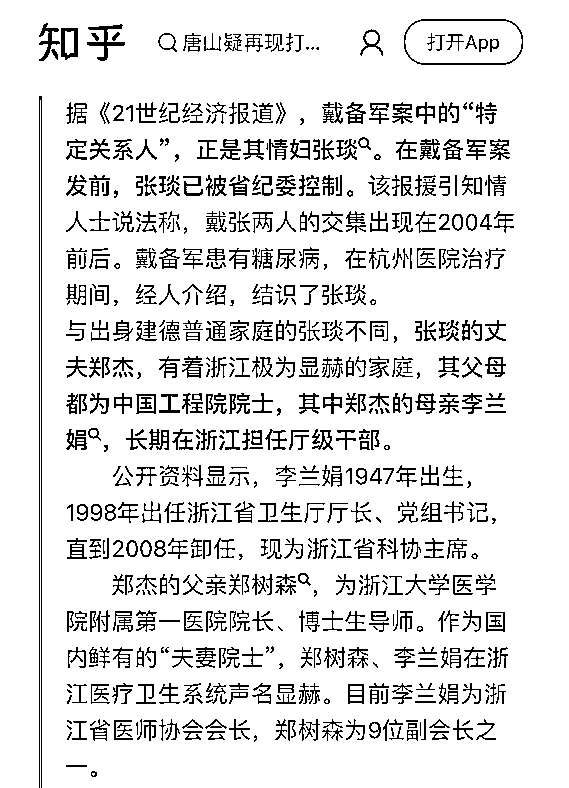 知乎
唐山疑再现打...
打开App
据《21世纪经济报道》，戴备军案中的“特
定关系人”，正是其情妇张琰。在戴备军案
发前，张琰已被省纪委控制。该报援引知情
人士说法称，戴张两人的交集出现在2004年
前后。戴备军患有糖尿病，在杭州医院治疗
期间，经人介绍，结识了张琰。
与出身建德普通家庭的张琰不同，张琰的丈
夫郑杰，有着浙江极为显赫的家庭，其父母
都为中国工程院院士，其中郑杰的母亲李兰
娟，长期在浙江担任厅级干部。
公开资料显示，李兰娟1947年出生，
1998年出任浙江省卫生厅厅长、党组书记，
直到2008年卸任，现为浙江省科协主席。
郑杰的父亲郑树森，为浙江大学医学
院附属第一医院院长、博士生导师。作为国
内鲜有的“夫妻院士”，郑树森、李兰娟在浙
江医疗卫生系统声名显赫。目前李兰娟为浙
江省医师协会会长，郑树森为9位副会长之
一。